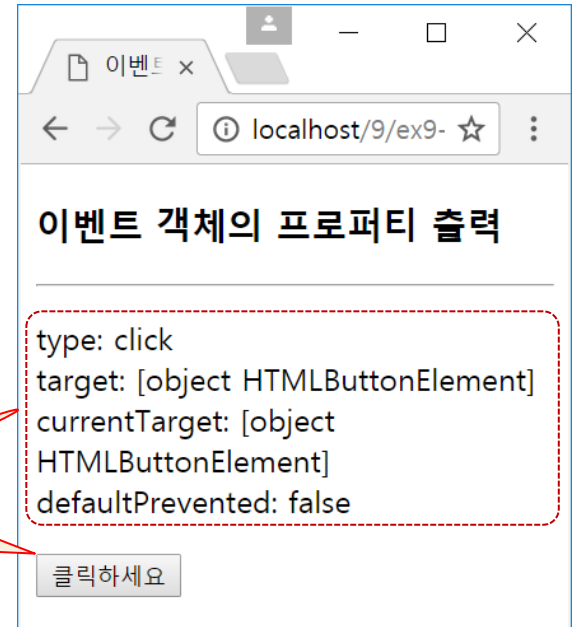 이벤트
localhost/9/ex9-
이벤트 객체의 프로퍼티 출력
type: click
target: [object HTMLButtonElement]
currentTarget: [object
HTMLButtonElement]
defaultPrevented: false
클릭하세요